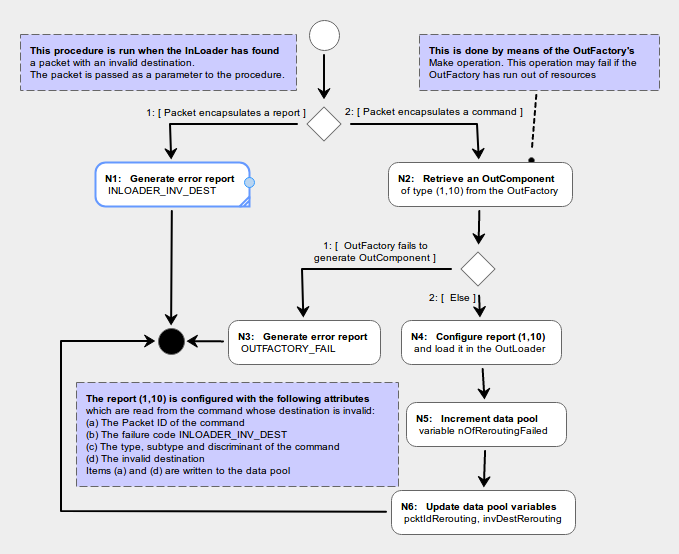 This procedure is run when the InLoader has found
a packet with an invalid destination.
The packet is passed as a parameter to the procedure.
This is done by means of the OutFactory's
Make operation. This operation may fail if the
OutFactory has run out of resources
1: [ Packet encapsulates a report ]
2: [ Packet encapsulates a command ]
N1: Generate error report
INLOADER_INV_DEST
N2: Retrieve an OutComponent
of type (1,10) from the OutFactory
1: [ OutFactory fails to
generate OutComponent ]
2: [ Else ]
N3: Generate error report
OUTFACTORY_FAIL
N4: Configure report (1,10)
and load it in the OutLoader
The report (1,10) is configured with the following attributes
which are read from the command whose destination is invalid:
(a) The Packet ID of the command
(b) The failure code INLOADER_INV_DEST
(c) The type, subtype and discriminant of the command
(d) The invalid destination
Items (a) and (d) are written to the data pool
N5: Increment data pool
variable nOfReroutingFailed
N6: Update data pool variables
pcktIdRerouting, invDestRerouting